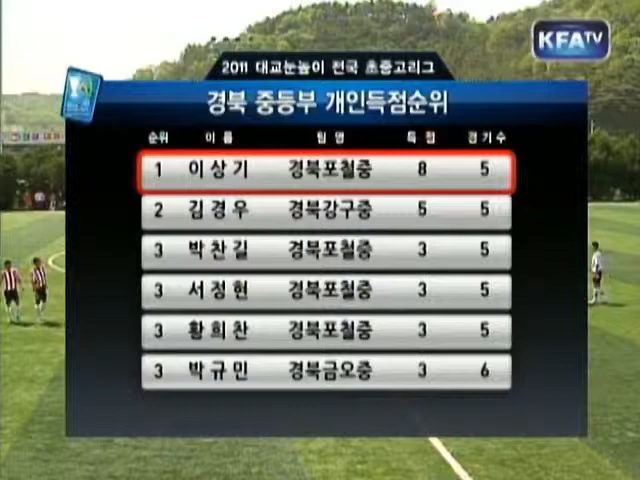 KFATV
2011 대교눈높이 전국 초중고리그
경북 중등부 개인득점순위
순위 이름 팀명 득점 경기수
1 이상기 경북포철중 8 5
2 김경우 경북강구중 5 5
3 박찬길 경북포철중 3 5
3 서정현 경북포철중 3 5
3 황희찬 경북포철중 3 5
3 박규민 경북금오중 3 6